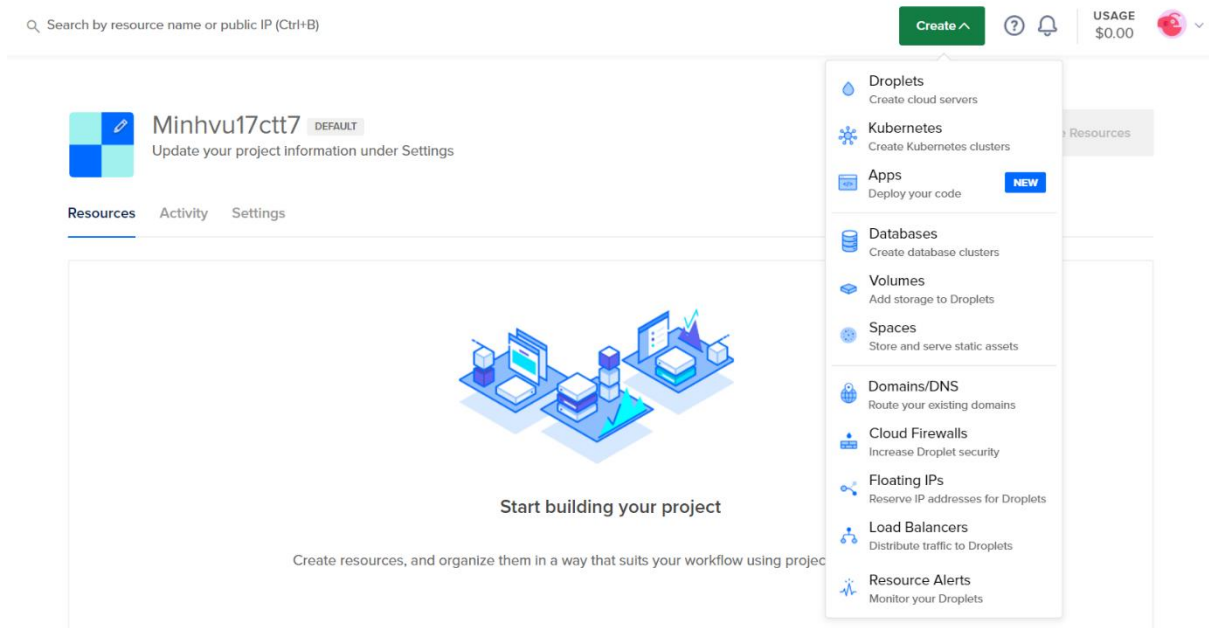 Search by resource name or public IP (Ctrl+B)
Create
USAGE
$0.00
Minhvu17ctt7 DEFAULT
Update your project information under Settings
Resources
Resources Activity Settings
Droplets
Create cloud servers
Kubernetes
Create Kubernetes clusters
Apps
Deploy your code
NEW
Databases
Create database clusters
Volumes
Add storage to Droplets
Spaces
Store and serve static assets
Domains/DNS
Route your existing domains
Cloud Firewalls
Increase Droplet security
Floating IPs
Reserve IP addresses for Droplets
Load Balancers
Distribute traffic to Droplets
Resource Alerts
Monitor your Droplets
Start building your project
Create resources, and organize them in a way that suits your workflow using